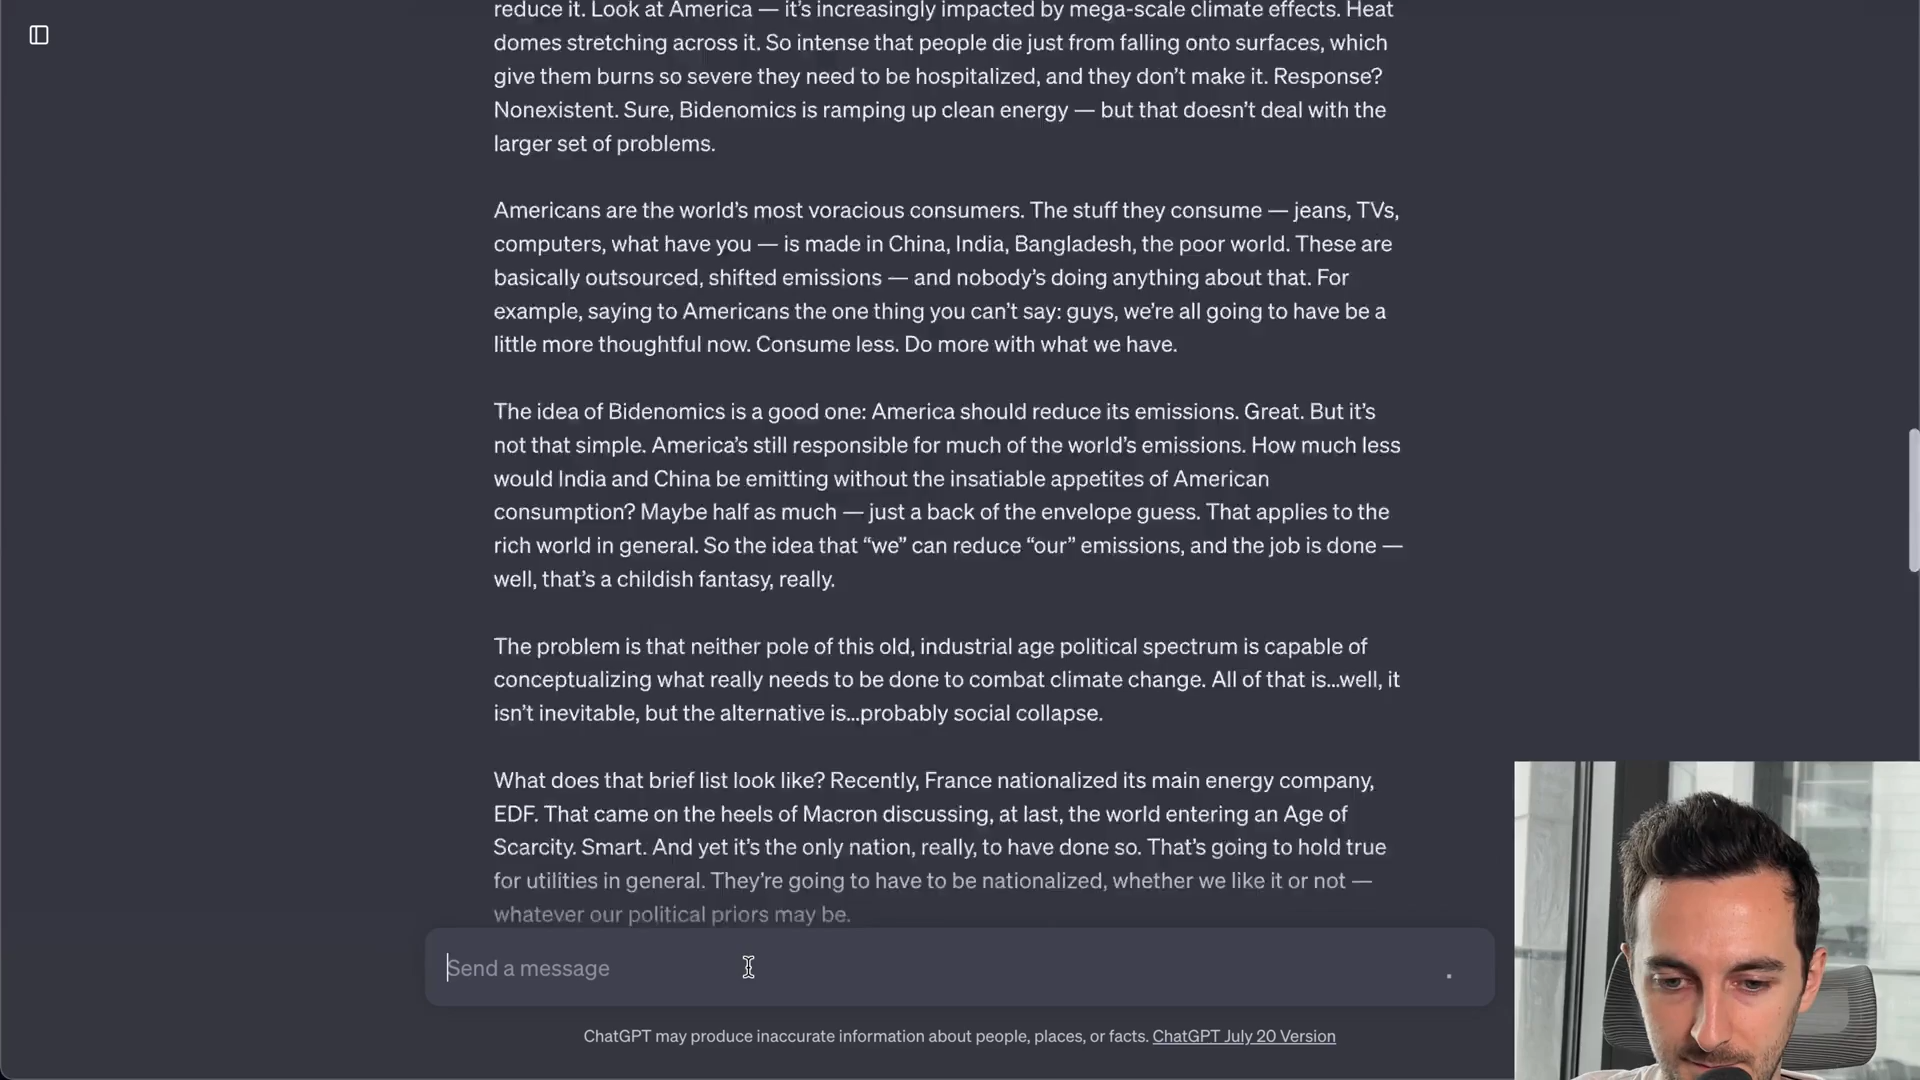 reduce it. Look at America — it’s increasingly impacted by mega-scale climate effects. Heat
domes stretching across it. So intense that people die just from falling onto surfaces, which
give them burns so severe they need to be hospitalized, and they don’t make it. Response?
Nonexistent. Sure, Bidenomics is ramping up clean energy — but that doesn’t deal with the
larger set of problems.
Americans are the world’s most voracious consumers. The stuff they consume — jeans, TVs,
computers, what have you — is made in China, India, Bangladesh, the poor world. These are
basically outsourced, shifted emissions — and nobody’s doing anything about that. For
example, saying to Americans the one thing you can’t say: guys, we’re all going to have be a
little more thoughtful now. Consume less. Do more with what we have.
The idea of Bidenomics is a good one: America should reduce its emissions. Great. But it’s
not that simple. America’s still responsible for much of the world’s emissions. How much less
would India and China be emitting without the insatiable appetites of American
consumption? Maybe half as much — just a back of the envelope guess. That applies to the
rich world in general. So the idea that “we” can reduce “our” emissions, and the job is done —
well, that’s a childish fantasy, really.
The problem is that neither pole of this old, industrial age political spectrum is capable of
conceptualizing what really needs to be done to combat climate change. All of that is…well, it
isn’t inevitable, but the alternative is…probably social collapse.
What does that brief list look like? Recently, France nationalized its main energy company,
EDF. That came on the heels of Macron discussing, at last, the world entering an Age of
Scarcity. Smart. And yet it’s the only nation, really, to have done so. That’s going to hold true
for utilities in general. They’re going to have to be nationalized, whether we like it or not —
whatever our political priors may be.
Send a message
ChatGPT may produce inaccurate information about people, places, or facts. ChatGPT July 20 Version